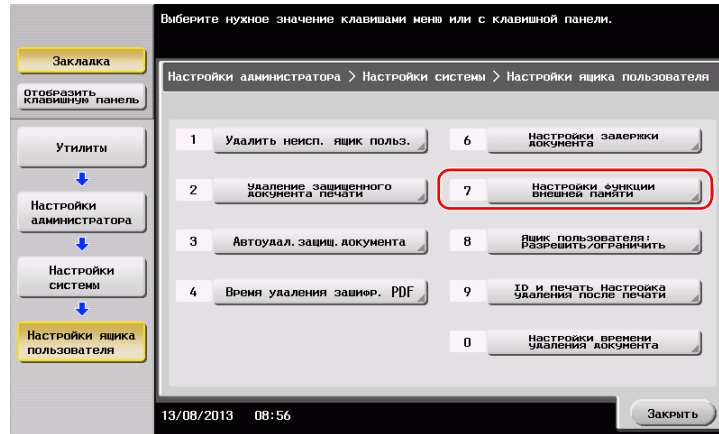 Выберите нужное значение клавишами меню или с клавишной панели.
Закладка
Отобразить
клавишную панель
Настройки администратора > Настройки системы > Настройки ящика пользователя
Утилиты
Настройки
администратора
Настройки
системы
Настройки ящика
пользователя
1 Удалить неисп. ящик польз.
2 Удаление защищенного
документа печати
3 Автоудал. защищ. документа
4 Время удаления зашифр. PDF
6 Настройки задержки
документа
7 Настройки функции
внешней памяти
8 Ящик пользователя:
Разрешить/ограничить
9 ID и печать Настройка
удаления после печати
0 Настройки времени
удаления документа
13/08/2013 08:56
Закрыть